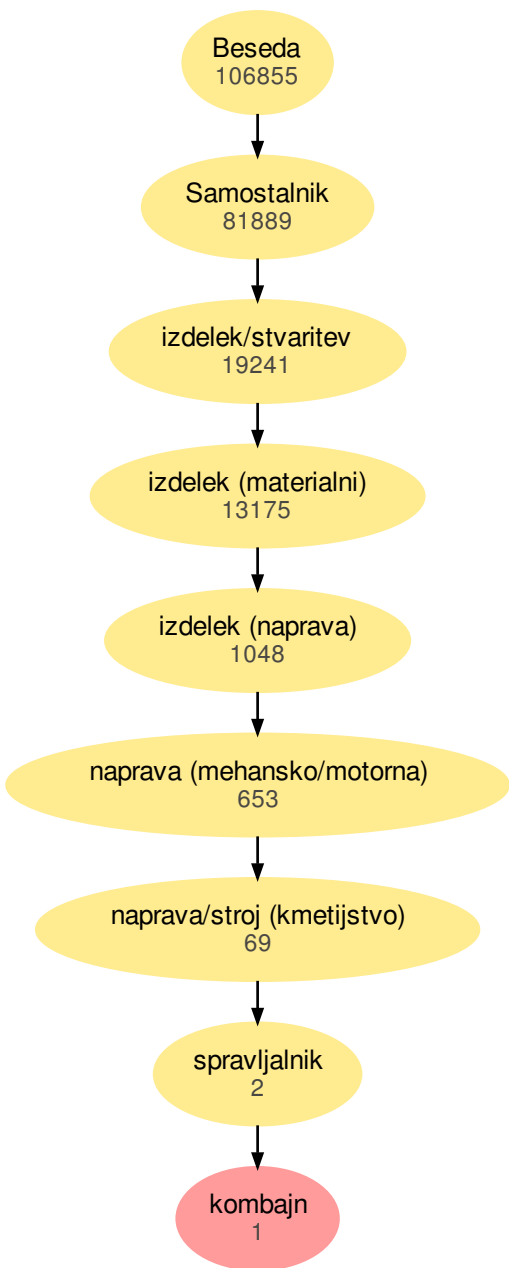 Beseda
106855
Samostalnik
81889
izdelek/stvaritev
19241
izdelek (materialni)
13175
izdelek (naprava)
1048
naprava (mehansko/motorna)
653
naprava/stroj (kmetijstvo)
69
spravljalnik
2
kombajn
1